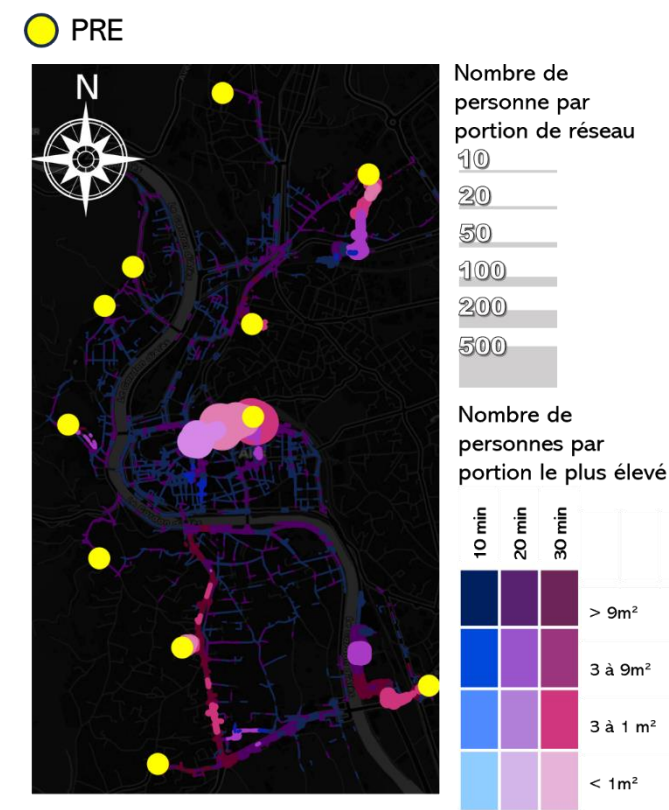 PRE
N
Nombre de
personne par
portion de réseau
10
20
50
100
200
500
Nombre de
personnes par
portion le plus élevé
10 min
20 min
30 min
> 9m²
3 à 9m²
3 à 1 m²
< 1m²